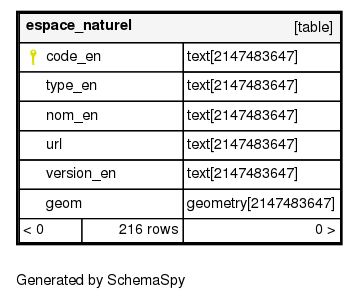 espace_naturel [table]
code_en text[2147483647]
type_en text[2147483647]
nom_en text[2147483647]
url text[2147483647]
version_en text[2147483647]
geom geometry[2147483647]
< 0 216 rows 0 >
Generated by SchemaSpy